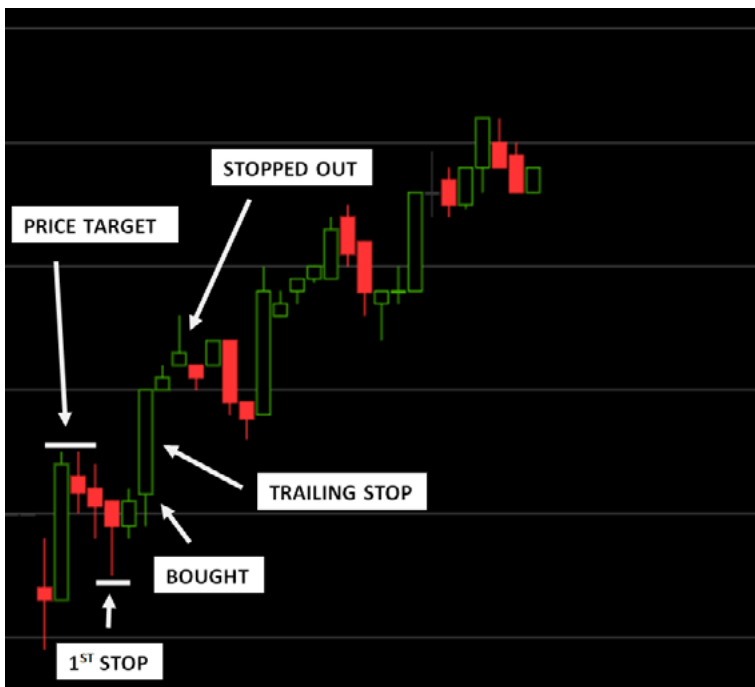 STOPPED OUT
PRICE TARGET
TRAILING STOP
BOUGHT
1ST STOP